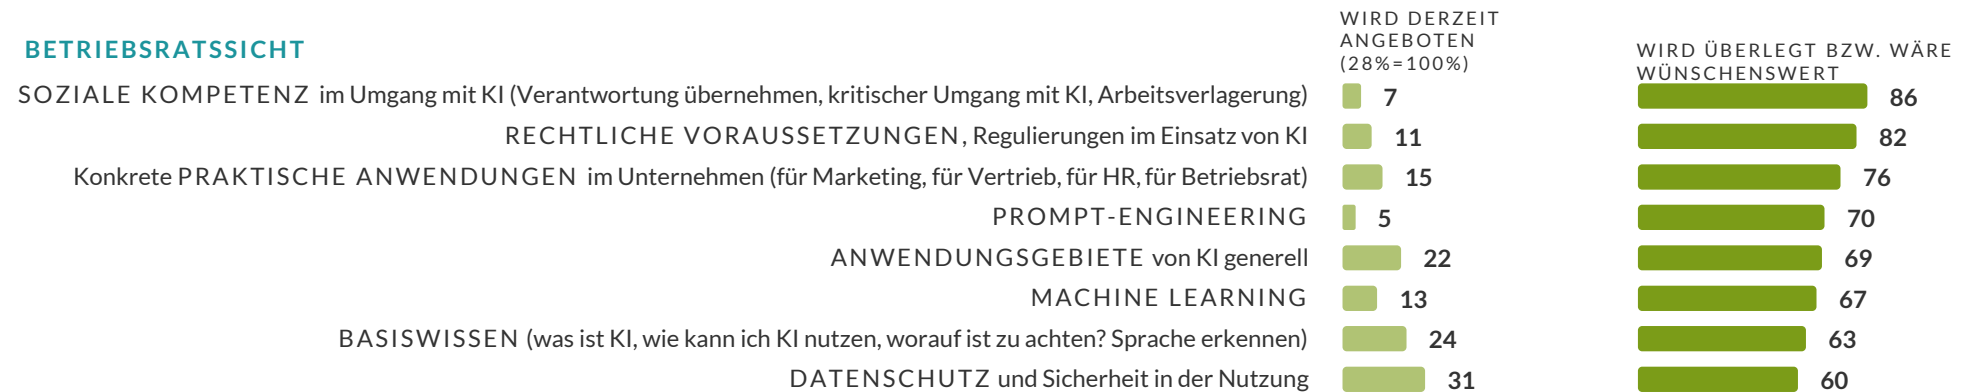 BETRIEBSRATSSICHT
WIRD DERZEIT
ANGEBOTEN
(28%=100%)
WIRD ÜBERLEGT BZW. WÄRE
WÜNSCHENSWERT
SOZIALE KOMPETENZ im Umgang mit KI (Verantwortung übernehmen, kritischer Umgang mit KI, Arbeitsverlagerung) 7 86
RECHTLICHE VORAUSSETZUNGEN, Regulierungen im Einsatz von KI 11 82
Konkrete PRAKTISCHE ANWENDUNGEN im Unternehmen (für Marketing, für Vertrieb, für HR, für Betriebsrat) 15 76
PROMPT-ENGINEERING 5 70
ANWENDUNGSGEBIETE von KI generell 22 69
MACHINE LEARNING 13 67
BASISWISSEN (was ist KI, wie kann ich KI nutzen, worauf ist zu achten? Sprache erkennen) 24 63
DATENSCHUTZ und Sicherheit in der Nutzung 31 60